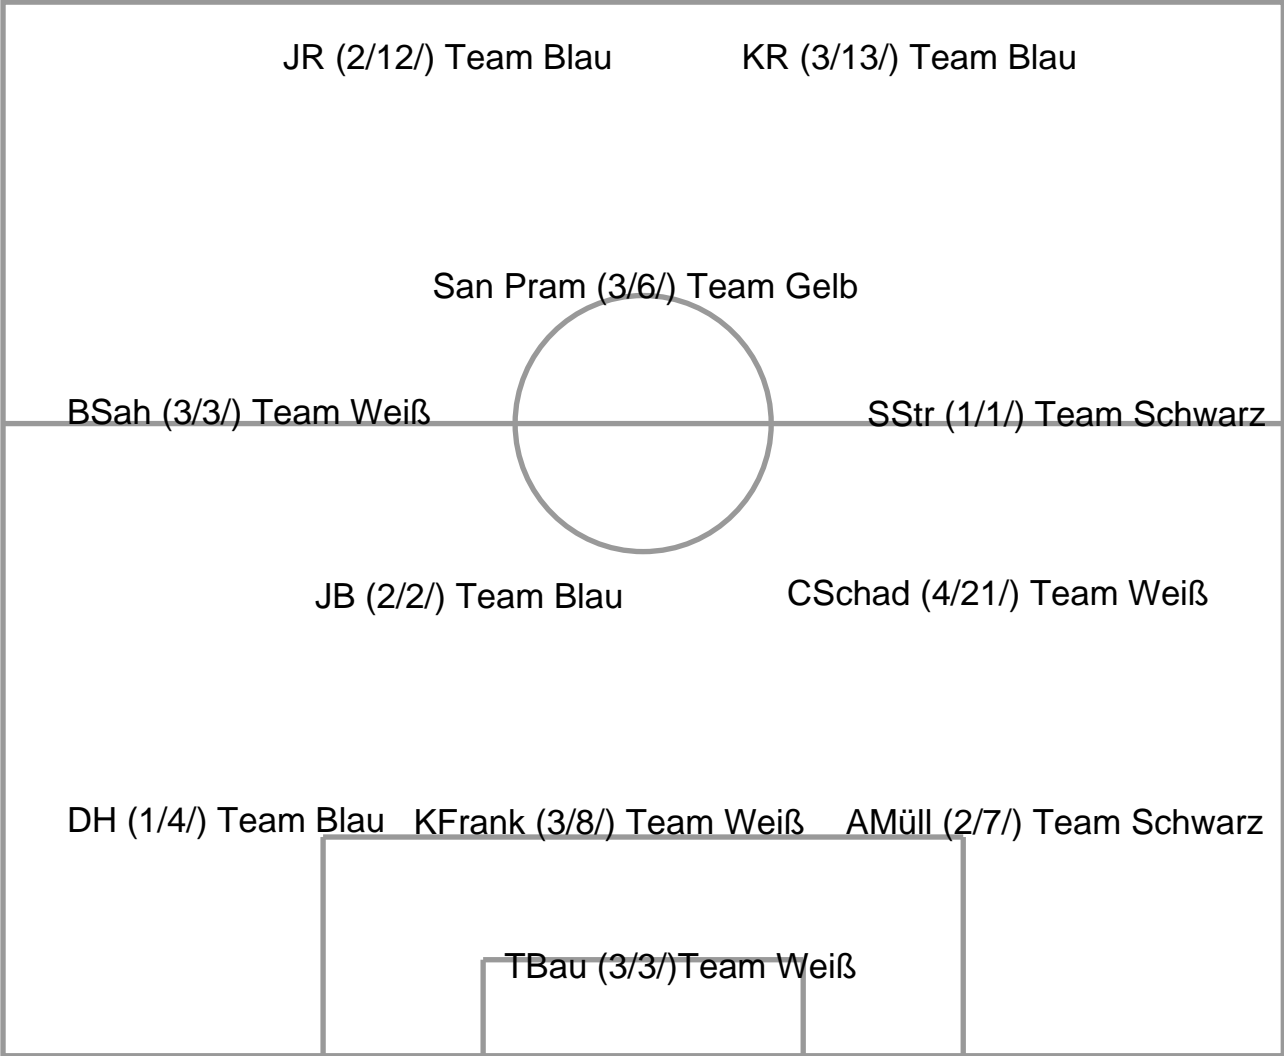 JR (2/12/) Team Blau
KR (3/13/) Team Blau
San Pram (3/6/) Team Gelb
BSah (3/3/) Team Weiß
SStr (1/1/) Team Schwarz
JB (2/2/) Team Blau
CSchad (4/21/) Team Weiß
DH (1/4/) Team Blau
KFrank (3/8/) Team Weiß
AMüll (2/7/) Team Schwarz
TBau (3/3/)Team Weiß